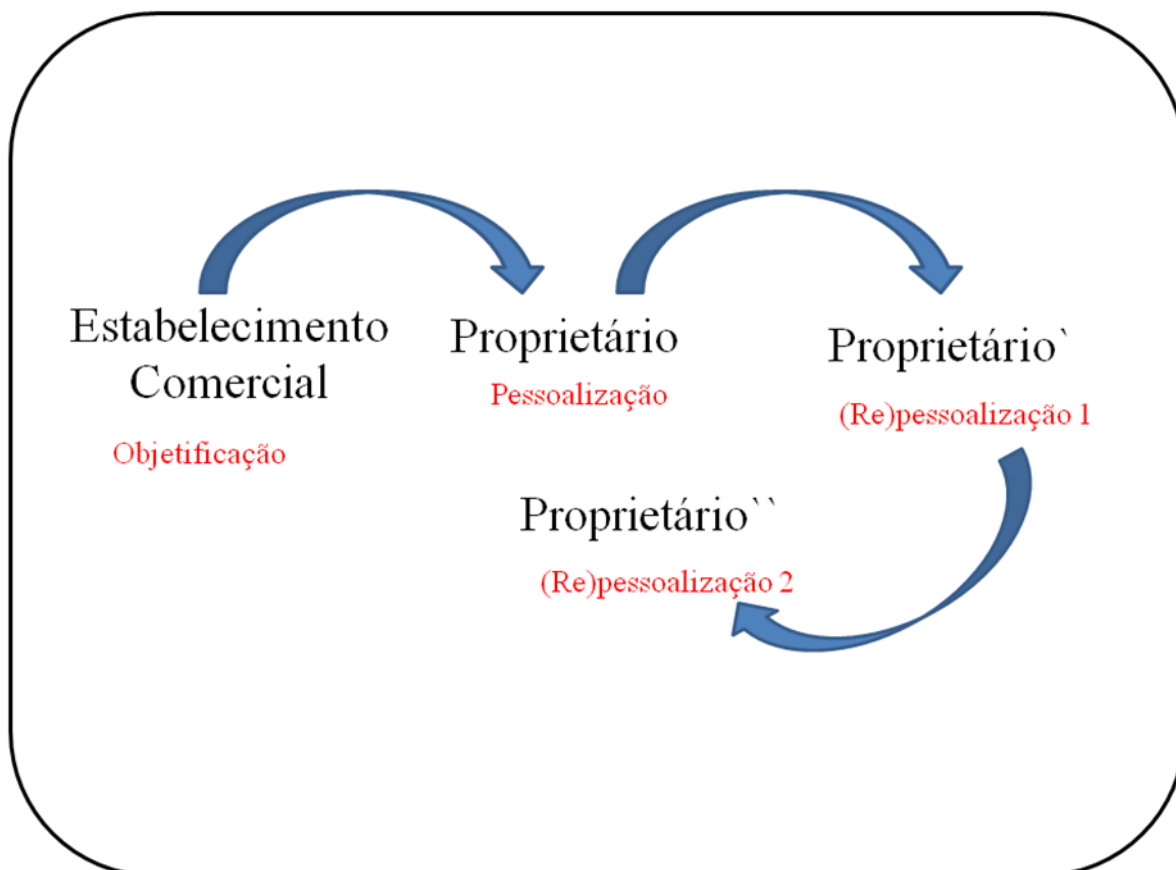 Estabelecimento
Comercial
Objetificação
Proprietário
Pessoalização
Proprietário`
(Re)pessoalização 1
Proprietário``
(Re)pessoalização 2